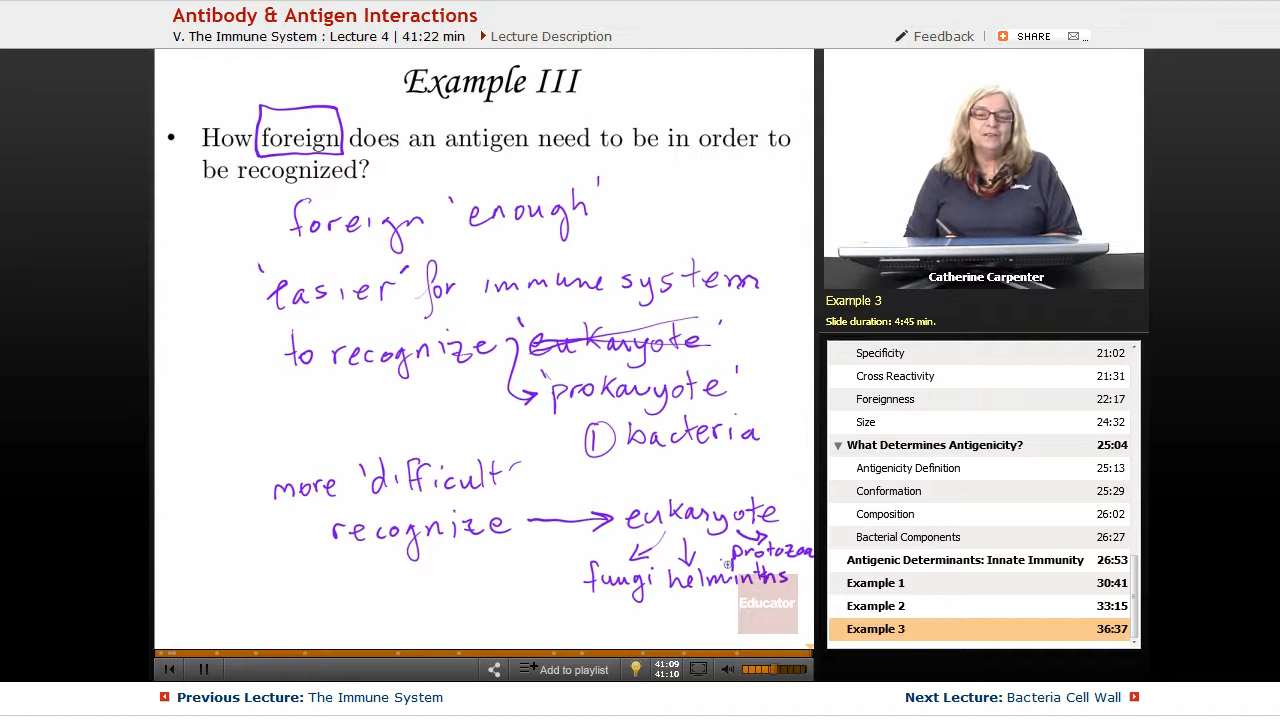 Antibody & Antigen Interactions
V. The Immune System : Lecture 4 | 41:22 min
Lecture Description
Feedback
SHARE
Example III
• How foreign does an antigen need to be in order to
be recognized?
foreign 'enough'
'easier' for immune system
to recognize 'eukaryote'
'prokaryote'
① bacteria
more 'difficult'
recognize → eukaryote
protozoa
fungi helminths
Educator
Catherine Carpenter
Example 3
Slide duration: 4:45 min.
Specificity 21:02
Cross Reactivity 21:31
Foreignness 22:17
Size 24:32
What Determines Antigenicity? 25:04
Antigenicity Definition 25:13
Conformation 25:29
Composition 26:02
Bacterial Components 26:27
Antigenic Determinants: Innate Immunity 26:53
Example 1 30:41
Example 2 33:15
Example 3 36:37
Add to playlist
41:09
41:10
Previous Lecture: The Immune System
Next Lecture: Bacteria Cell Wall